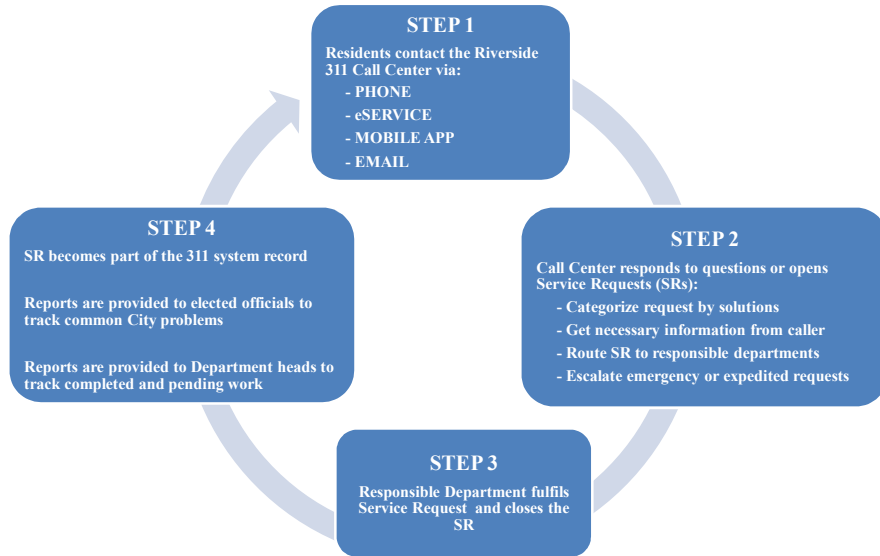 STEP 1
Residents contact the Riverside
311 Call Center via:
- PHONE
- eSERVICE
- MOBILE APP
- EMAIL
STEP 2
Call Center responds to questions or opens
Service Requests (SRs):
- Categorize request by solutions
- Get necessary information from caller
- Route SR to responsible departments
- Escalate emergency or expedited requests
STEP 3
Responsible Department fulfils
Service Request and closes the
SR
STEP 4
SR becomes part of the 311 system record
Reports are provided to elected officials to
track common City problems
Reports are provided to Department heads to
track completed and pending work